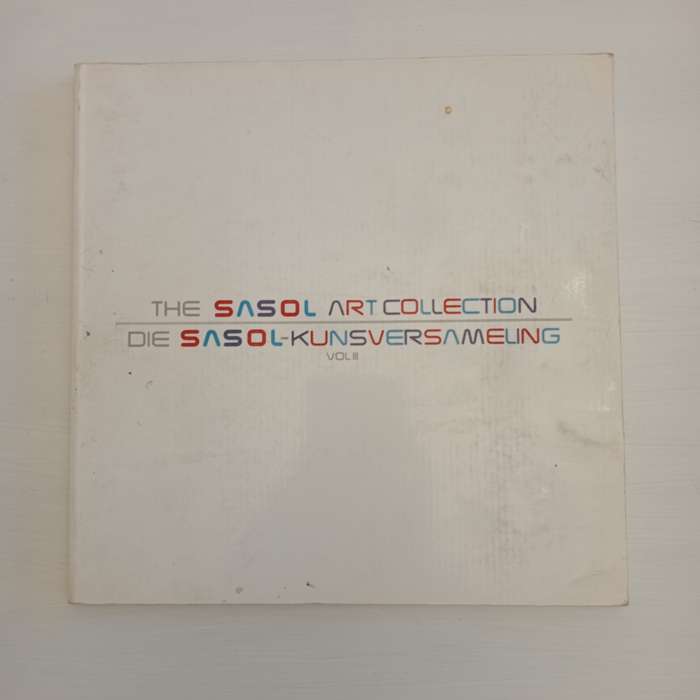 THE SASOL ART COLLECTION
DIE SASOL-KUNSVERSAMELING
VOL III